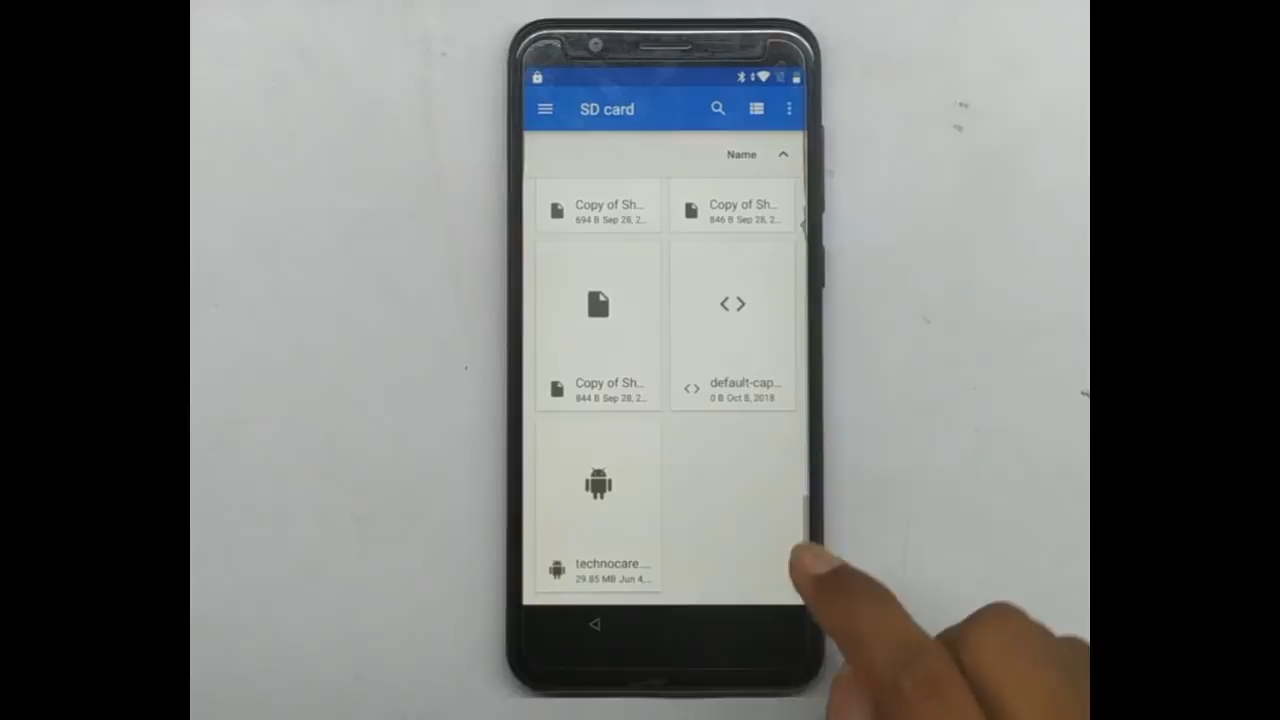 SD card
Name
Copy of Sh...
694 B Sep 28, 2...
Copy of Sh...
846 B Sep 28, 2...
Copy of Sh...
844 B Sep 28, 2...
default-cap...
0 B Oct 8, 2018
technocare....
29.85 MB Jun 4,...